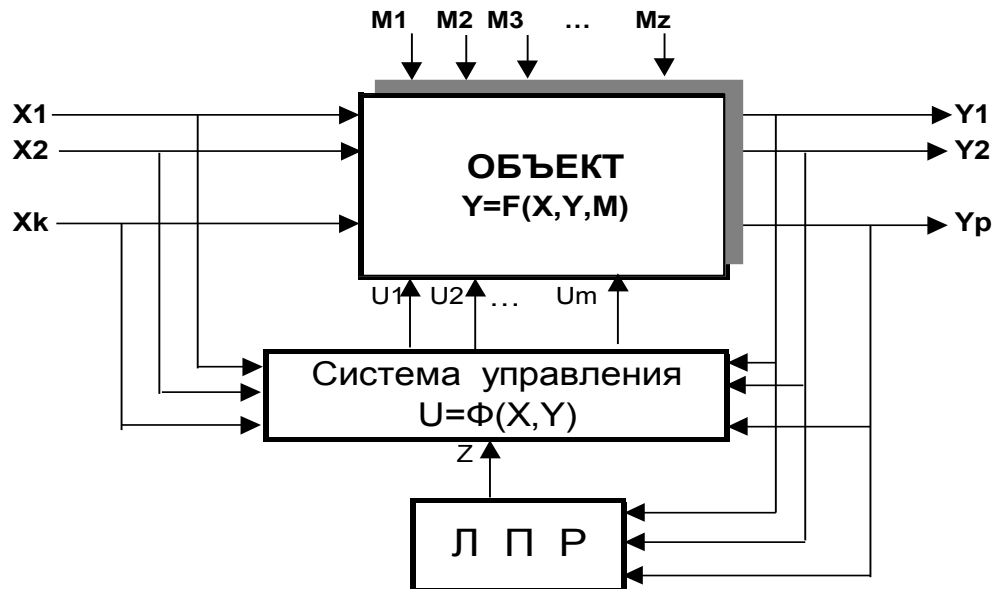 M1 M2 M3 … Mz
X1
X2
Xk
ОБЪЕКТ
Y=F(X,Y,M)
Y1
Y2
Yp
U1 U2 … Um
Система управления
U=Ф(X,Y)
Z
Л П Р